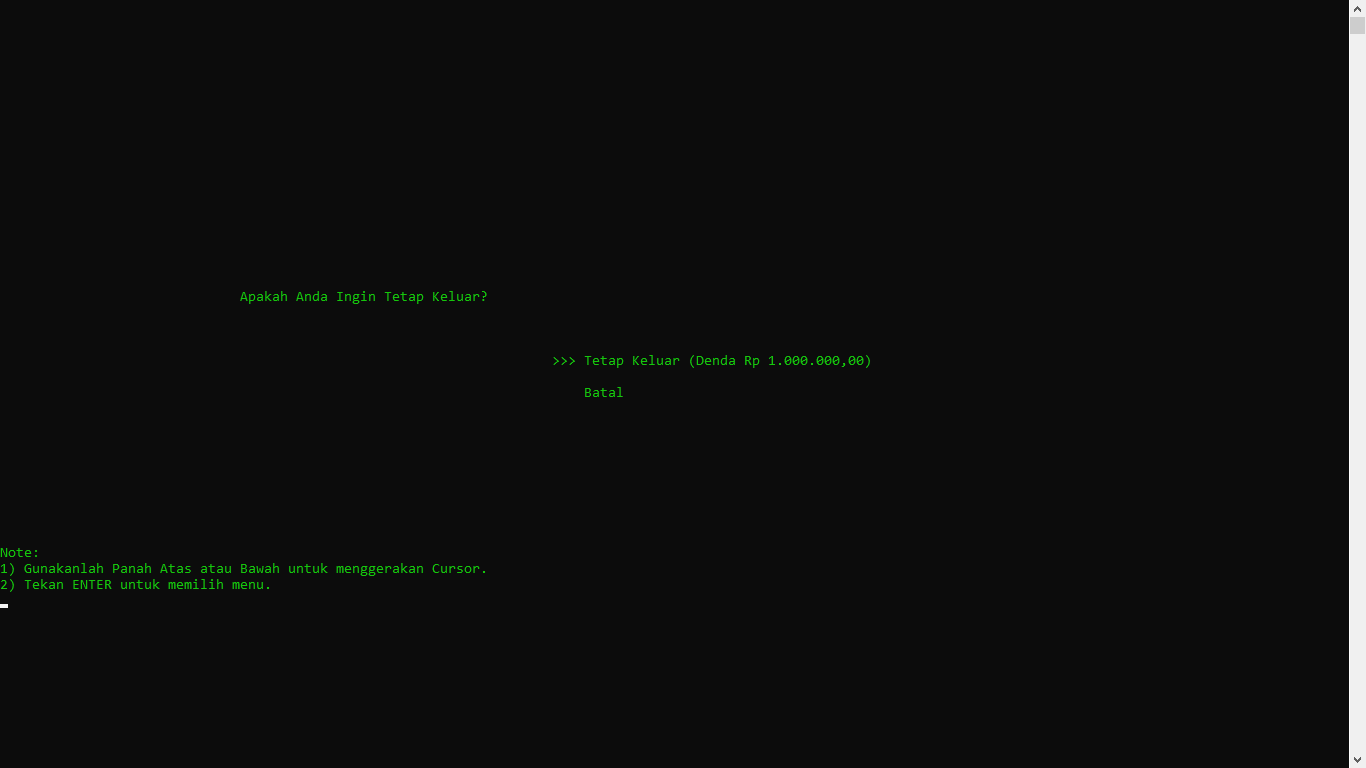 Apakah Anda Ingin Tetap Keluar?
>>> Tetap Keluar (Denda Rp 1.000.000,00)
Batal
Note:
1) Gunakanlah Panah Atas atau Bawah untuk menggerakan Cursor.
2) Tekan ENTER untuk memilih menu.